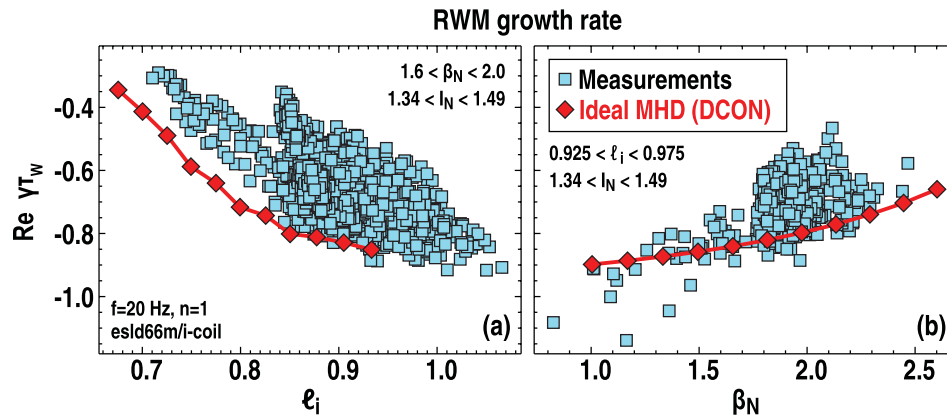 RWM growth rate
Re γτw
-0.4
-0.6
-0.8
-1.0
1.6 < βN < 2.0
1.34 < IN < 1.49
f=20 Hz, n=1
esld66m/i-coil
(a)
0.7 0.8 0.9 1.0
ℓi
Measurements
Ideal MHD (DCON)
0.925 < ℓi < 0.975
1.34 < IN < 1.49
(b)
1.0 1.5 2.0 2.5
βN